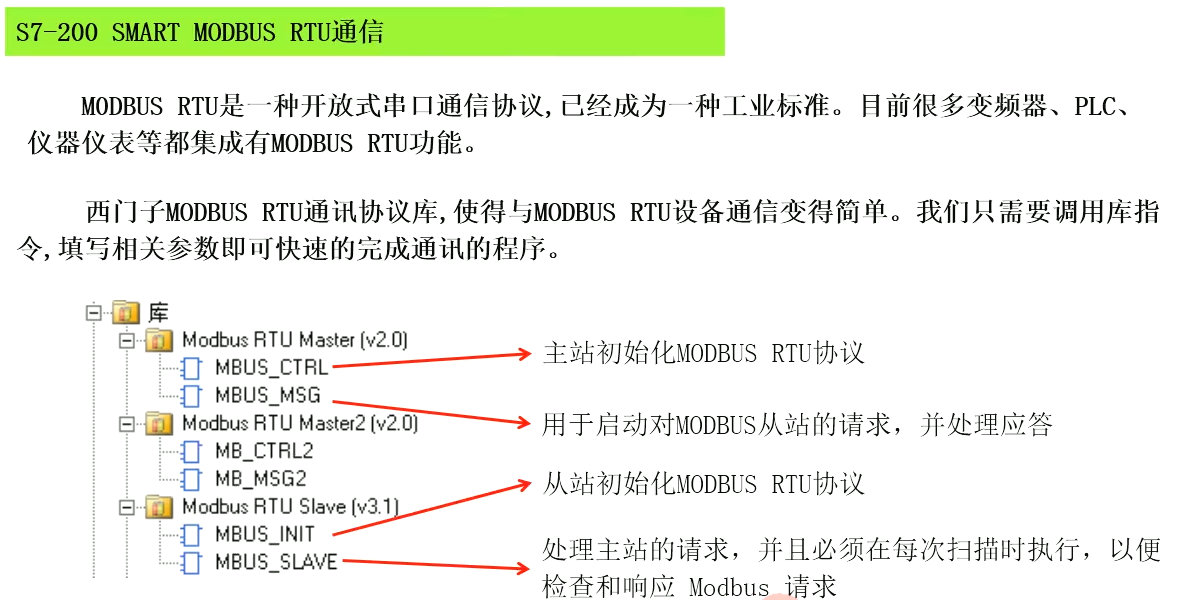 S7-200 SMART MODBUS RTU通信
MODBUS RTU是一种开放式串口通信协议,已经成为一种工业标准。目前很多变频器、PLC、
仪器仪表等都集成有MODBUS RTU功能。
西门子MODBUS RTU通讯协议库,使得与MODBUS RTU设备通信变得简单。我们只需要调用库指
令,填写相关参数即可快速的完成通讯的程序。
库
Modbus RTU Master (v2.0)
MBUS_CTRL
主站初始化MODBUS RTU协议
MBUS_MSG
用于启动对MODBUS从站的请求，并处理应答
Modbus RTU Master2 (v2.0)
MB_CTRL2
MB_MSG2
Modbus RTU Slave (v3.1)
MBUS_INIT
从站初始化MODBUS RTU协议
MBUS_SLAVE
处理主站的请求，并且必须在每次扫描时执行，以便
检查和响应 Modbus 请求